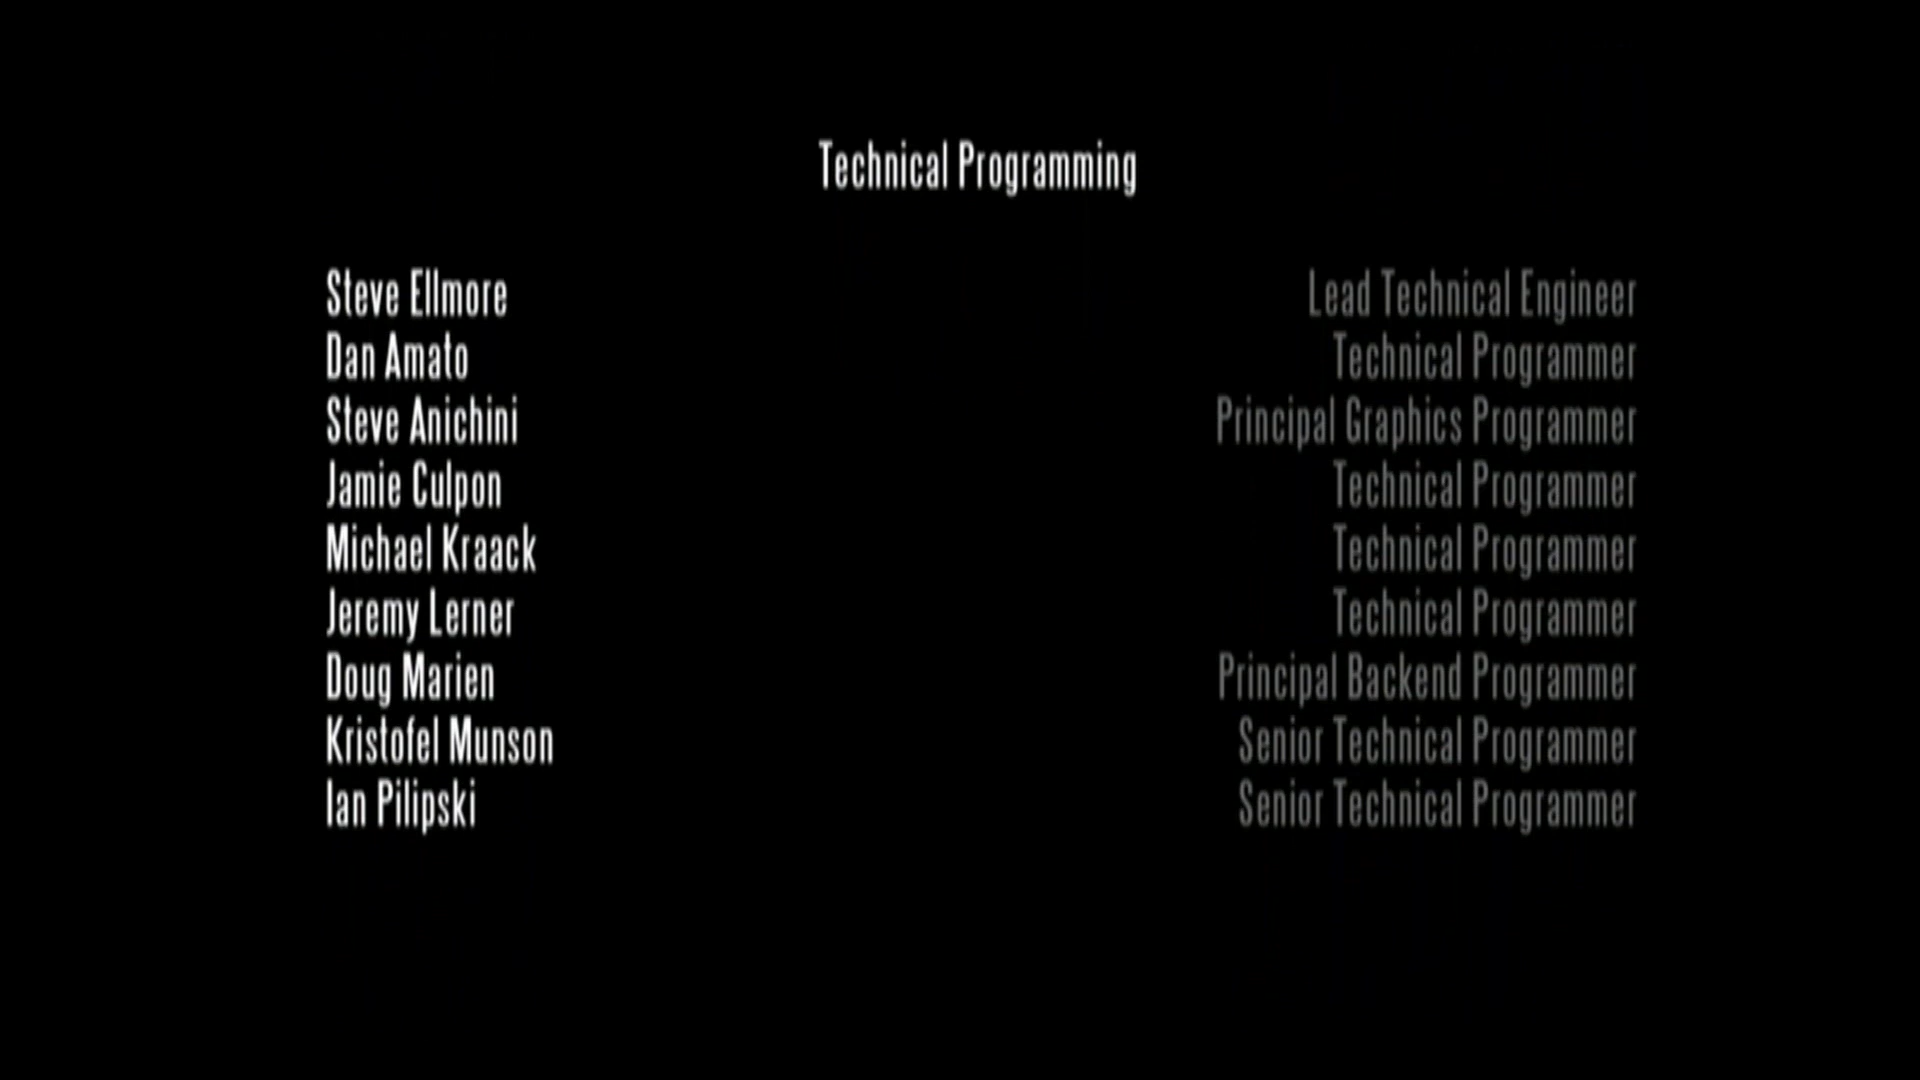 Technical Programming
Steve Ellmore Lead Technical Engineer
Dan Amato Technical Programmer
Steve Anichini Principal Graphics Programmer
Jamie Culpon Technical Programmer
Michael Kraack Technical Programmer
Jeremy Lerner Technical Programmer
Doug Marien Principal Backend Programmer
Kristofel Munson Senior Technical Programmer
Ian Pilipski Senior Technical Programmer